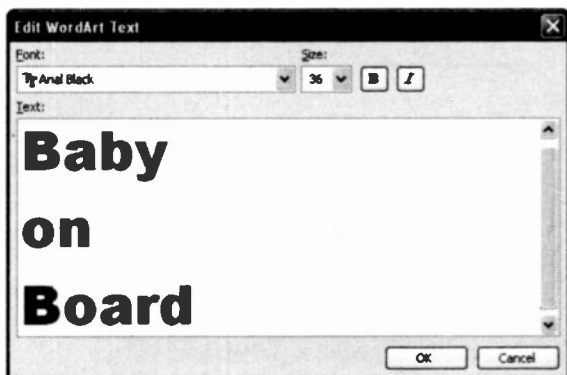 Edit WordArt Text
Font:
Size:
Arial Black
36
B
I
Text:
Baby
on
Board
OK
Cancel